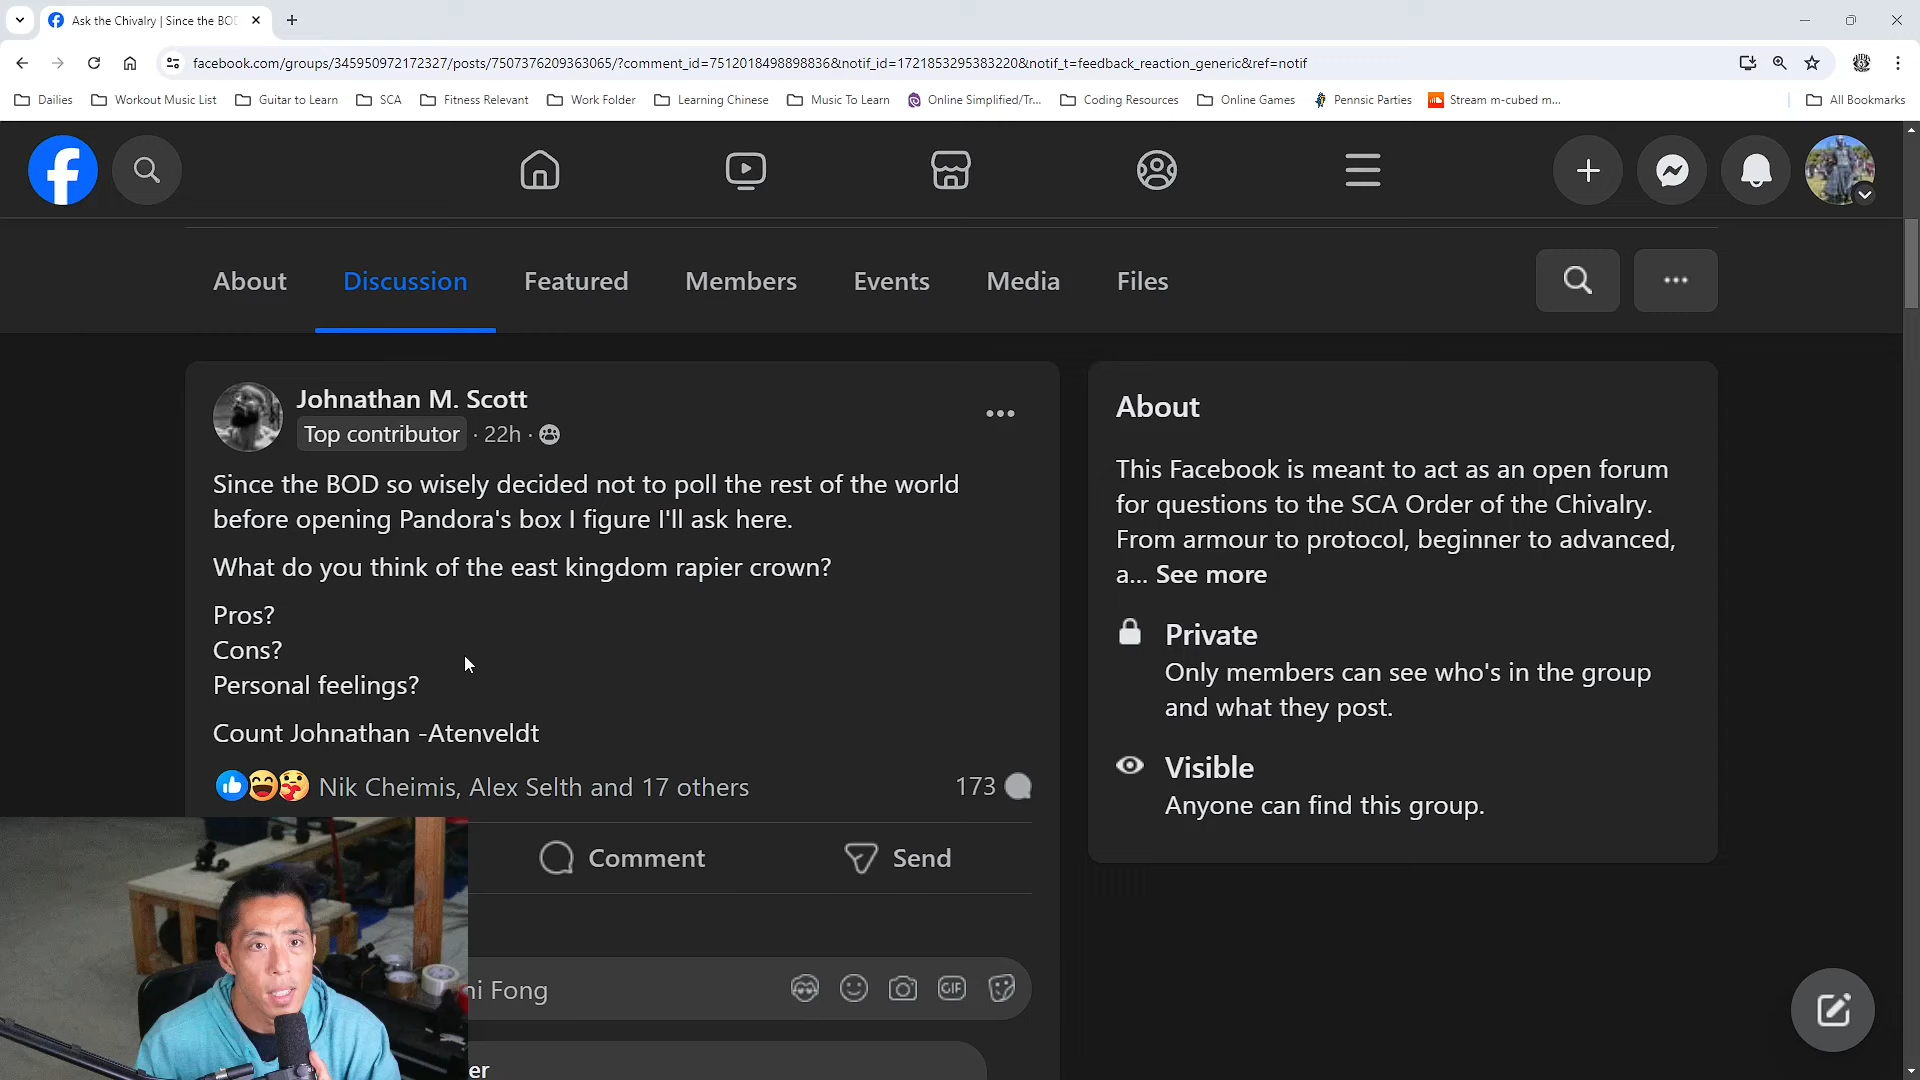 Ask the Chivalry | Since the BOD
facebook.com/groups/345950972172327/posts/7507376209363065/?comment_id=7512018498898836&notif_id=1721853295383220&notif_t=feedback_reaction_generic&ref=notif
Dailies
Workout Music List
Guitar to Learn
SCA
Fitness Relevant
Work Folder
Learning Chinese
Music To Learn
Online Simplified/Tr...
Coding Resources
Online Games
Pennsic Parties
Stream m-cubed m...
All Bookmarks
About
Discussion
Featured
Members
Events
Media
Files
Johnathan M. Scott
Top contributor · 22h ·
Since the BOD so wisely decided not to poll the rest of the world
before opening Pandora's box I figure I'll ask here.
What do you think of the east kingdom rapier crown?
Pros?
Cons?
Personal feelings?
Count Johnathan -Atenveldt
Nik Cheimis, Alex Selth and 17 others
173
Comment
Send
ni Fong
GIF
er
About
This Facebook is meant to act as an open forum
for questions to the SCA Order of the Chivalry.
From armour to protocol, beginner to advanced,
a... See more
Private
Only members can see who's in the group
and what they post.
Visible
Anyone can find this group.